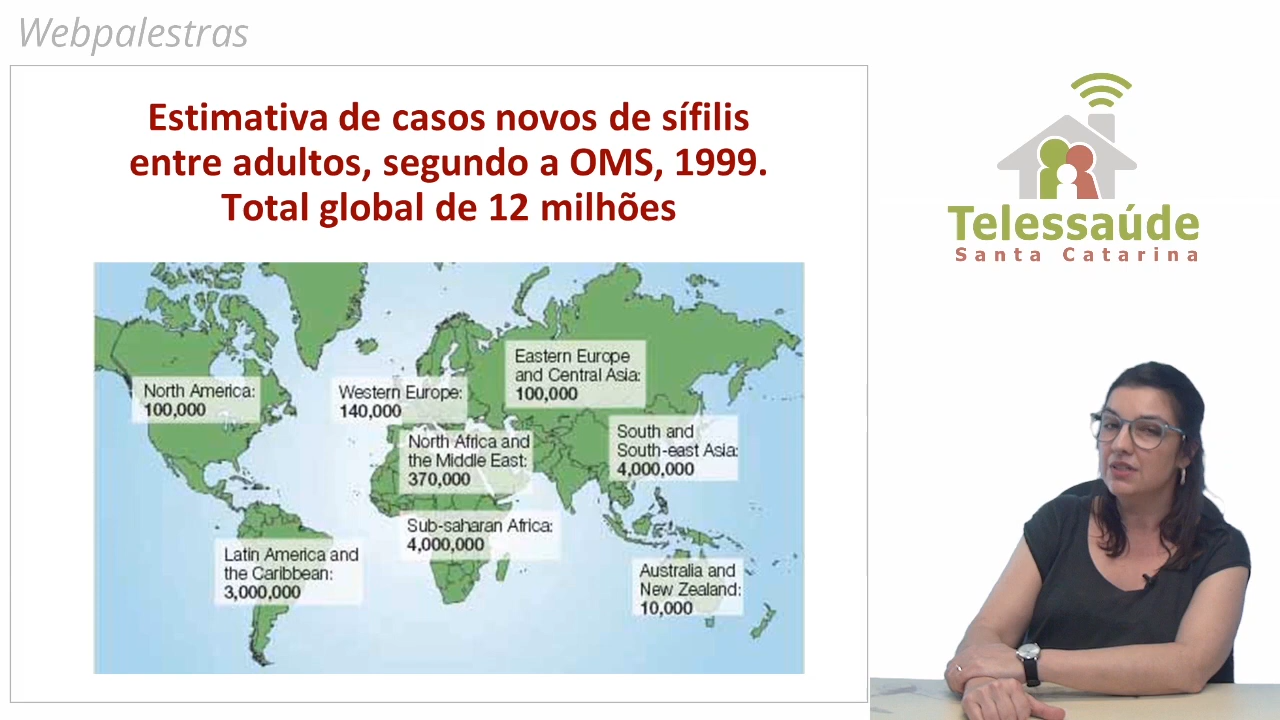 Webpalestras
Estimativa de casos novos de sífilis
entre adultos, segundo a OMS, 1999.
Total global de 12 milhões
North America:
100,000
Western Europe:
140,000
Eastern Europe
and Central Asia:
100,000
North Africa and
the Middle East:
370,000
South and
South-east Asia:
4,000,000
Sub-saharan Africa:
4,000,000
Latin America and
the Caribbean:
3,000,000
Australia and
New Zealand:
10,000
Telessaúde
Santa Catarina